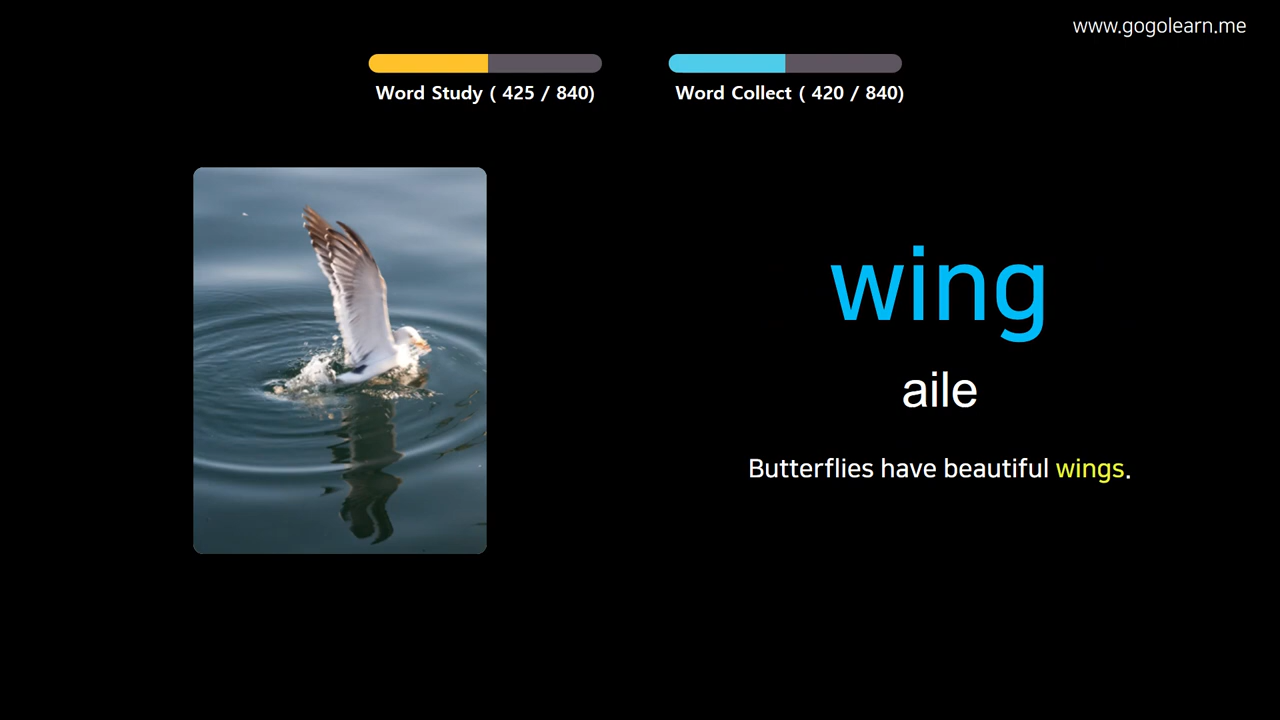 www.gogolearn.me
Word Study ( 425 / 840)
Word Collect ( 420 / 840)
wing
aile
Butterflies have beautiful wings.